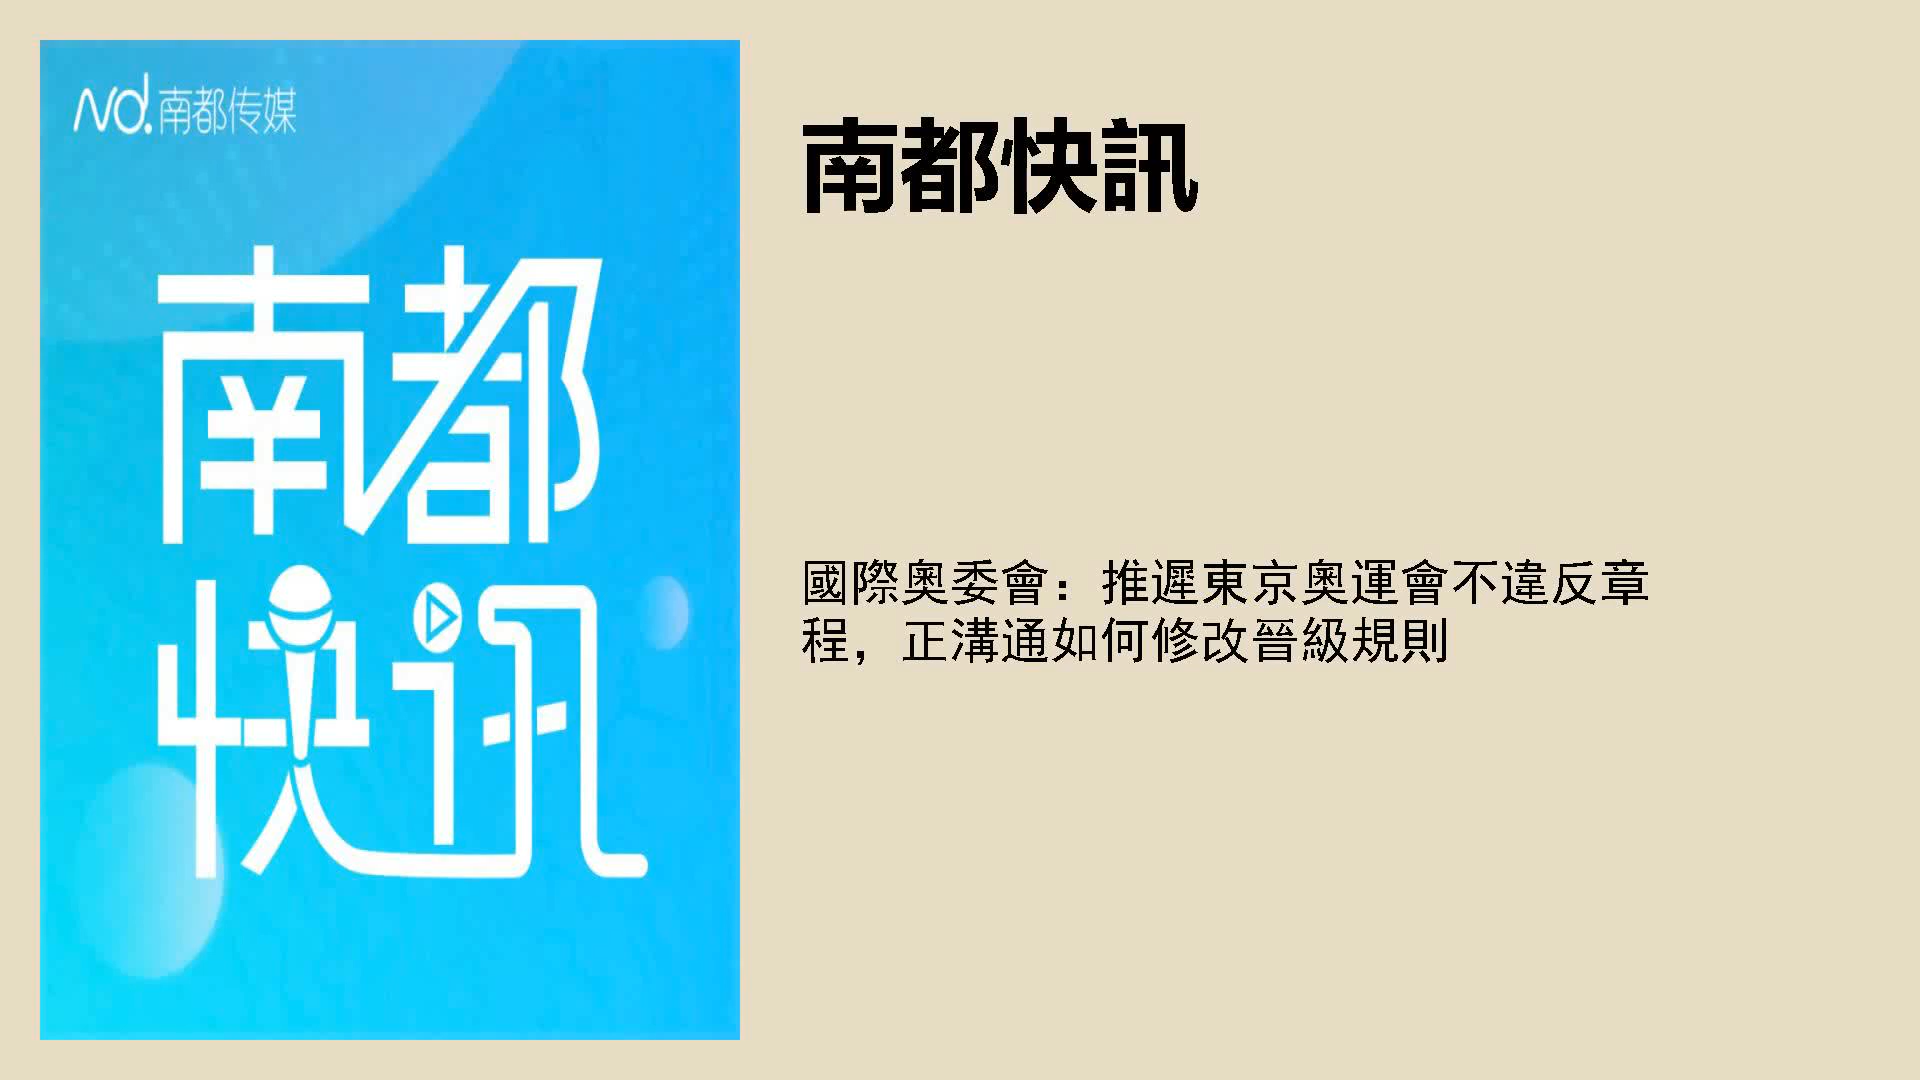 Nd.南都传媒
南都
快讯
南都快訊
國際奧委會：推遲東京奧運會不違反章
程，正溝通如何修改晉級規則